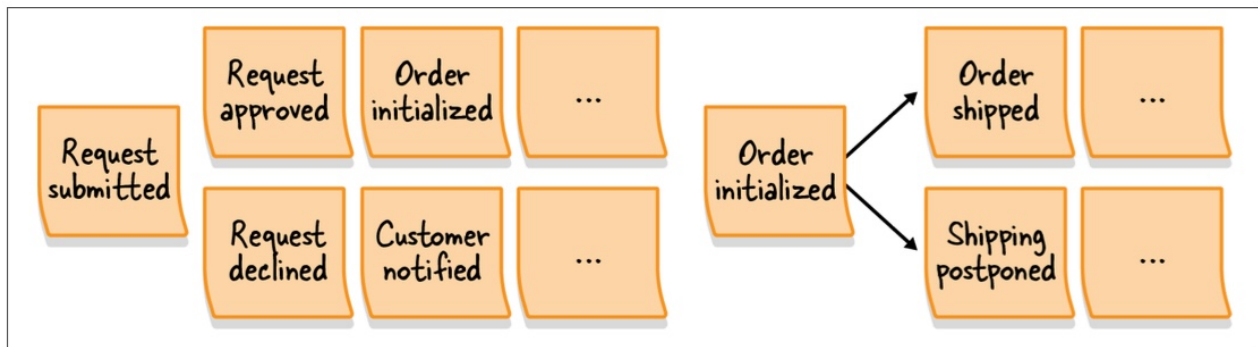 Request
approved
Order
initialized
...
Request
submitted
Request
declined
Customer
notified
...
Order
initialized
Order
shipped
...
Shipping
postponed
...